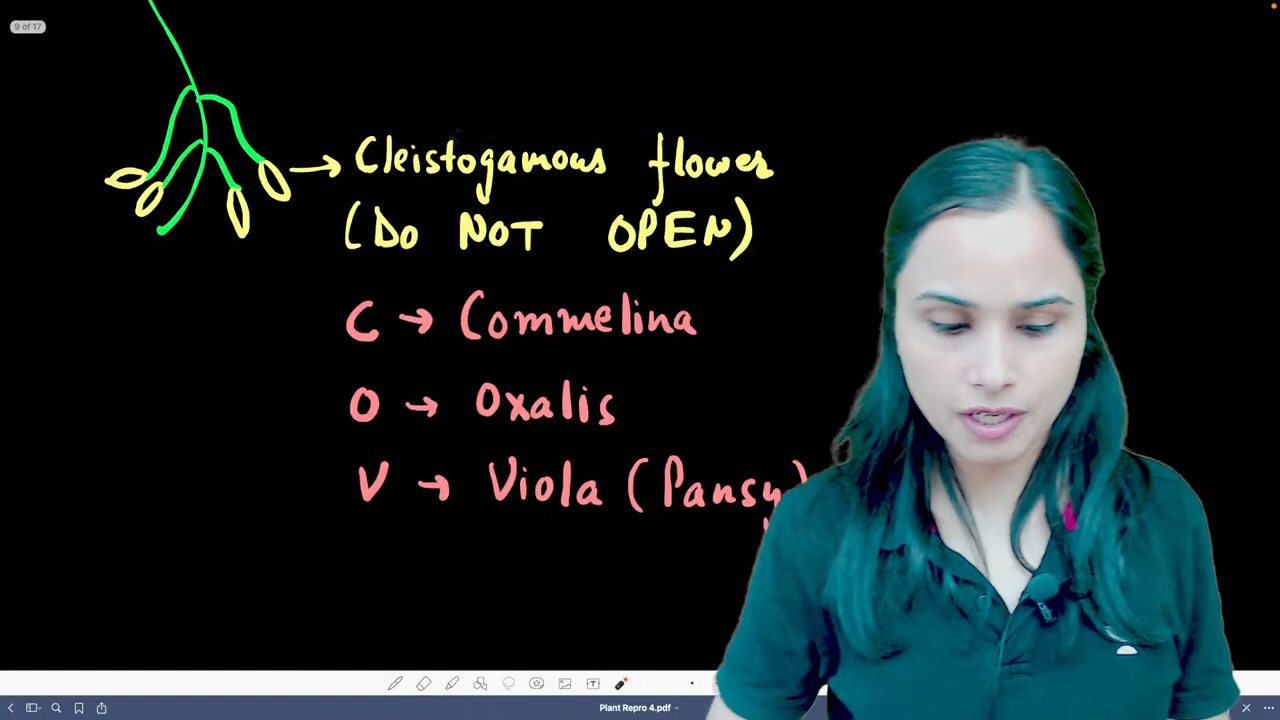 9 of 17
Cleistogamous flower
(Do NOT OPEN)
C → Commelina
O → Oxalis
V → Viola (Pansy)
Plant Repro 4.pdf